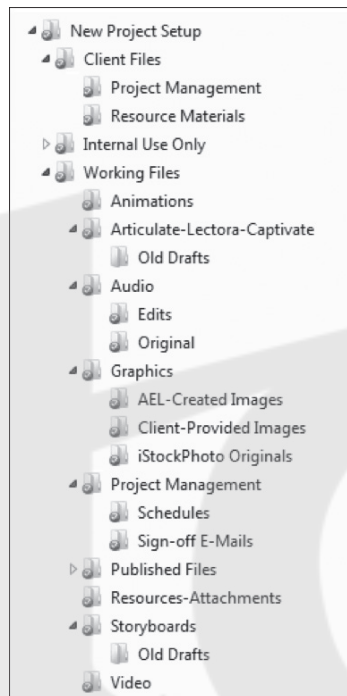 New Project Setup
Client Files
Project Management
Resource Materials
Internal Use Only
Working Files
Animations
Articulate-Lectora-Captivate
Old Drafts
Audio
Edits
Original
Graphics
AEL-Created Images
Client-Provided Images
iStockPhoto Originals
Project Management
Schedules
Sign-off E-Mails
Published Files
Resources-Attachments
Storyboards
Old Drafts
Video